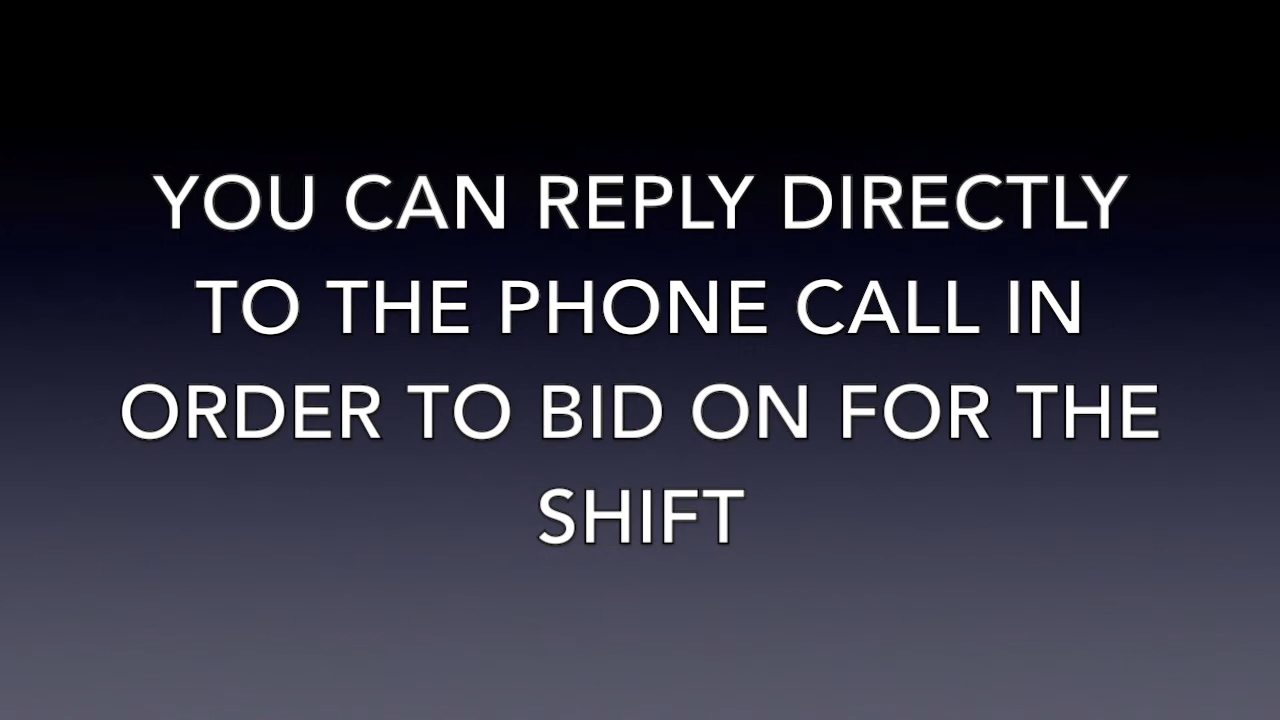 YOU CAN REPLY DIRECTLY
TO THE PHONE CALL IN
ORDER TO BID ON FOR THE
SHIFT